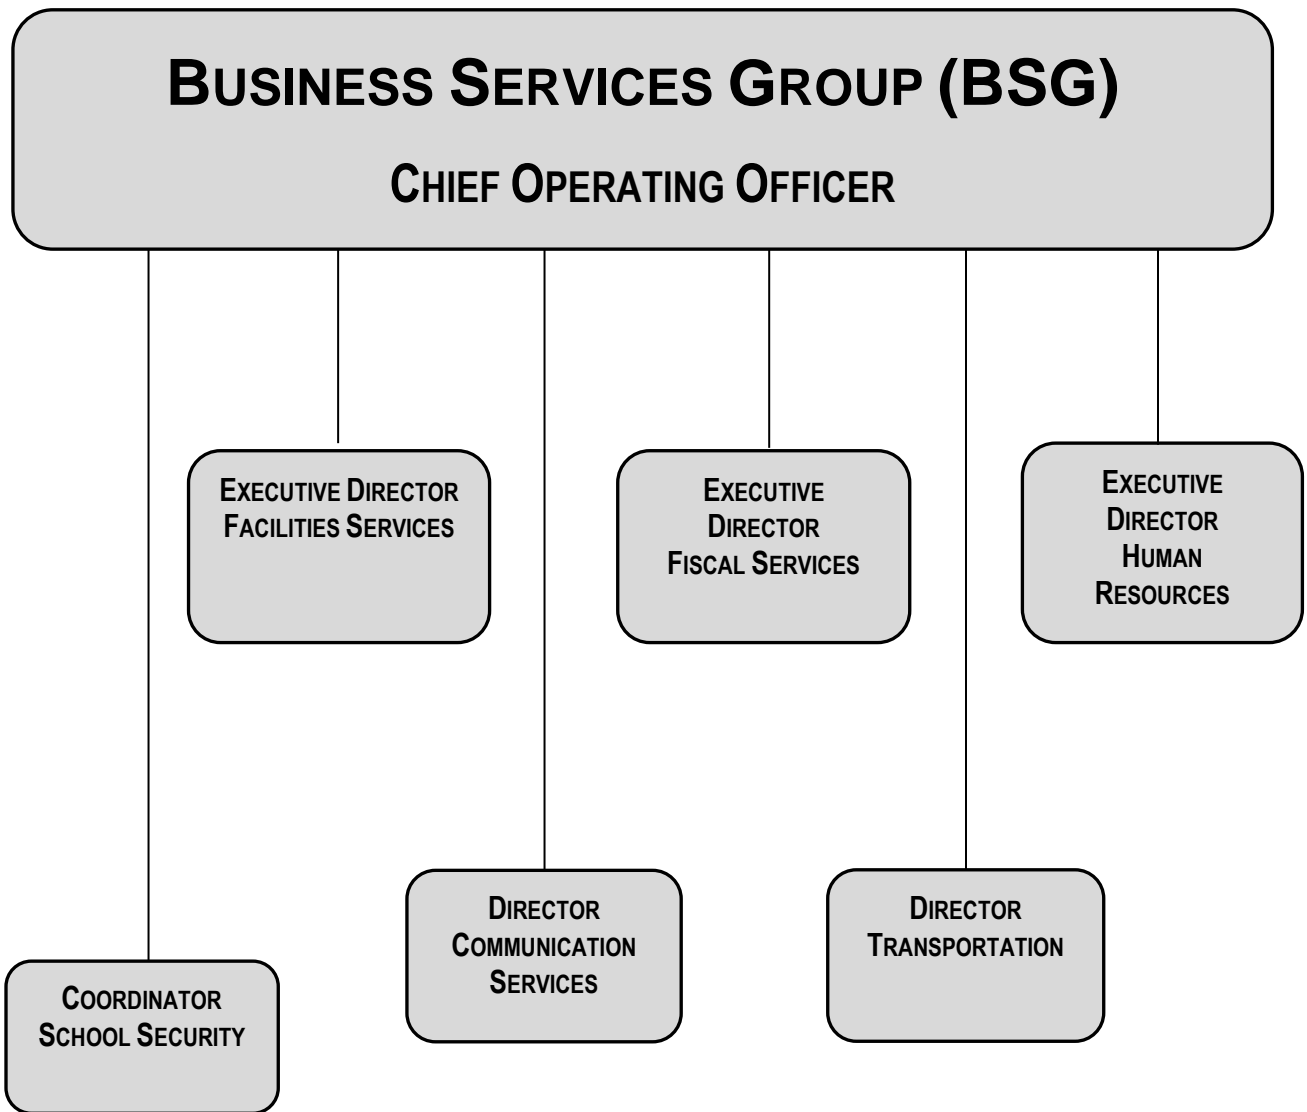 BUSINESS SERVICES GROUP (BSG)
CHIEF OPERATING OFFICER
EXECUTIVE DIRECTOR
FACILITIES SERVICES
EXECUTIVE
DIRECTOR
FISCAL SERVICES
EXECUTIVE
DIRECTOR
HUMAN
RESOURCES
DIRECTOR
COMMUNICATION
SERVICES
DIRECTOR
TRANSPORTATION
COORDINATOR
SCHOOL SECURITY